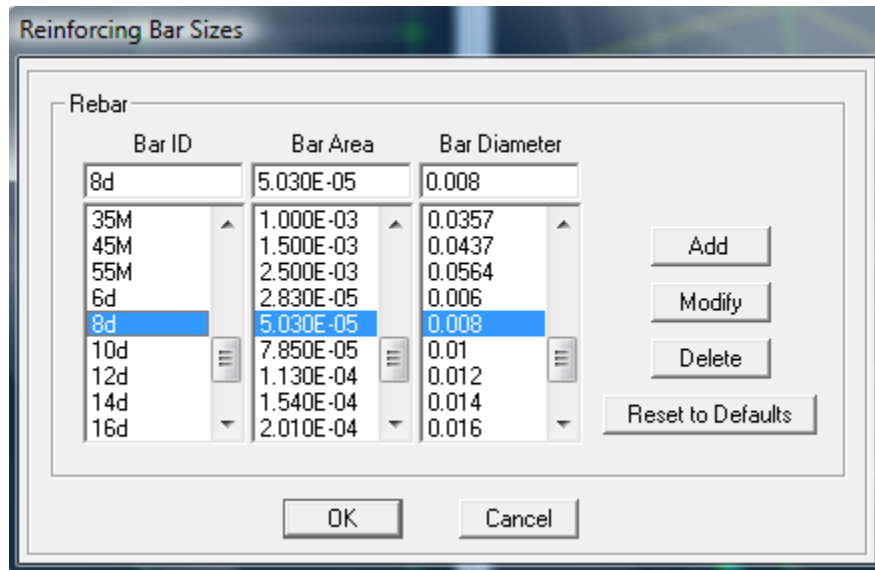 Reinforcing Bar Sizes
Rebar
Bar ID Bar Area Bar Diameter
8d 5.030E-05 0.008
35M 1.000E-03 0.0357
45M 1.500E-03 0.0437
55M 2.500E-03 0.0564
6d 2.830E-05 0.006
8d 5.030E-05 0.008
10d 7.850E-05 0.01
12d 1.130E-04 0.012
14d 1.540E-04 0.014
16d 2.010E-04 0.016
Add
Modify
Delete
Reset to Defaults
OK Cancel